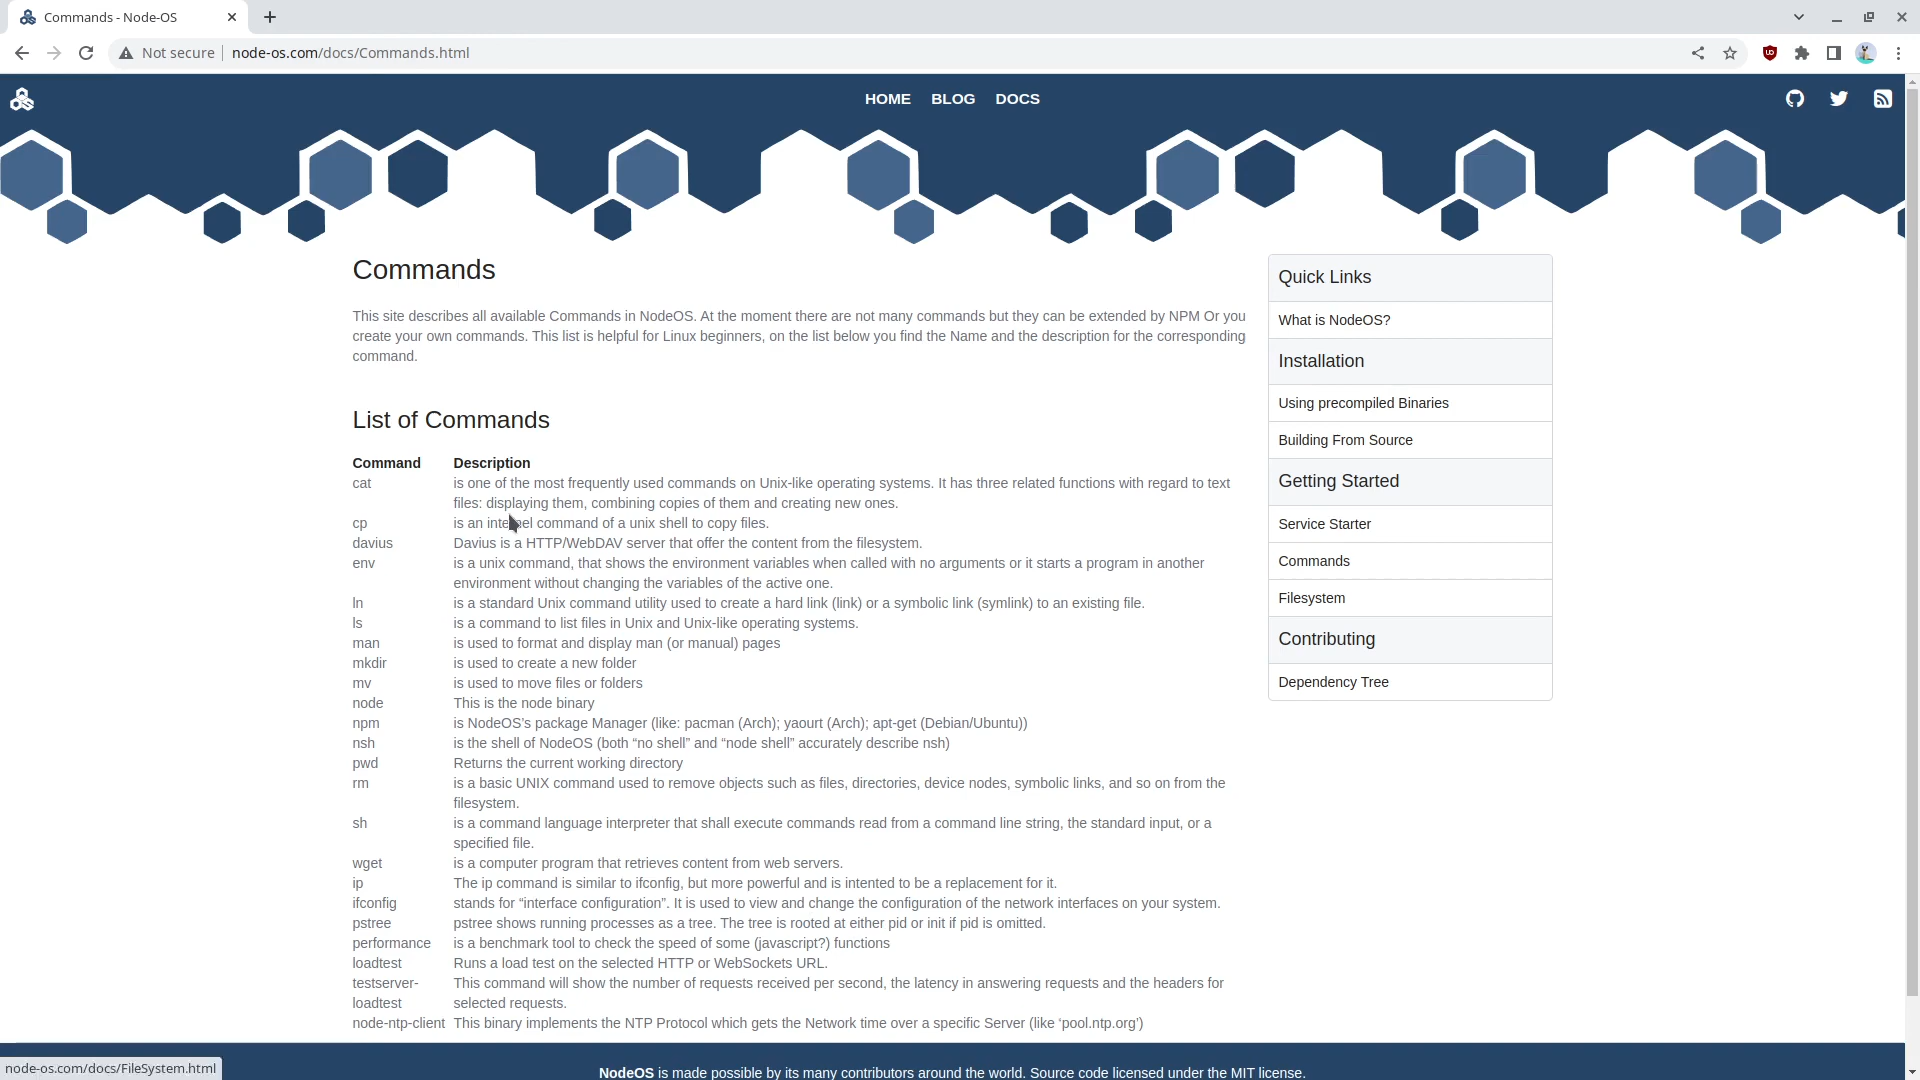 Commands - Node-OS
Not secure
node-os.com/docs/Commands.html
HOME BLOG DOCS
Commands
This site describes all available Commands in NodeOS. At the moment there are not many commands but they can be extended by NPM Or you
create your own commands. This list is helpful for Linux beginners, on the list below you find the Name and the description for the corresponding
command.
List of Commands
Command Description
cat is one of the most frequently used commands on Unix-like operating systems. It has three related functions with regard to text
files: displaying them, combining copies of them and creating new ones.
cp is an internel command of a unix shell to copy files.
davius Davius is a HTTP/WebDAV server that offer the content from the filesystem.
env is a unix command, that shows the environment variables when called with no arguments or it starts a program in another
environment without changing the variables of the active one.
ln is a standard Unix command utility used to create a hard link (link) or a symbolic link (symlink) to an existing file.
ls is a command to list files in Unix and Unix-like operating systems.
man is used to format and display man (or manual) pages
mkdir is used to create a new folder
mv is used to move files or folders
node This is the node binary
npm is NodeOS’s package Manager (like: pacman (Arch); yaourt (Arch); apt-get (Debian/Ubuntu))
nsh is the shell of NodeOS (both “no shell” and “node shell” accurately describe nsh)
pwd Returns the current working directory
rm is a basic UNIX command used to remove objects such as files, directories, device nodes, symbolic links, and so on from the
filesystem.
sh is a command language interpreter that shall execute commands read from a command line string, the standard input, or a
specified file.
wget is a computer program that retrieves content from web servers.
ip The ip command is similar to ifconfig, but more powerful and is intented to be a replacement for it.
ifconfig stands for “interface configuration”. It is used to view and change the configuration of the network interfaces on your system.
pstree pstree shows running processes as a tree. The tree is rooted at either pid or init if pid is omitted.
performance is a benchmark tool to check the speed of some (javascript?) functions
loadtest Runs a load test on the selected HTTP or WebSockets URL.
testserver- This command will show the number of requests received per second, the latency in answering requests and the headers for
loadtest selected requests.
node-ntp-client This binary implements the NTP Protocol which gets the Network time over a specific Server (like ‘pool.ntp.org’)
Quick Links
What is NodeOS?
Installation
Using precompiled Binaries
Building From Source
Getting Started
Service Starter
Commands
Filesystem
Contributing
Dependency Tree
NodeOS is made possible by its many contributors around the world. Source code licensed under the MIT license.
node-os.com/docs/FileSystem.html